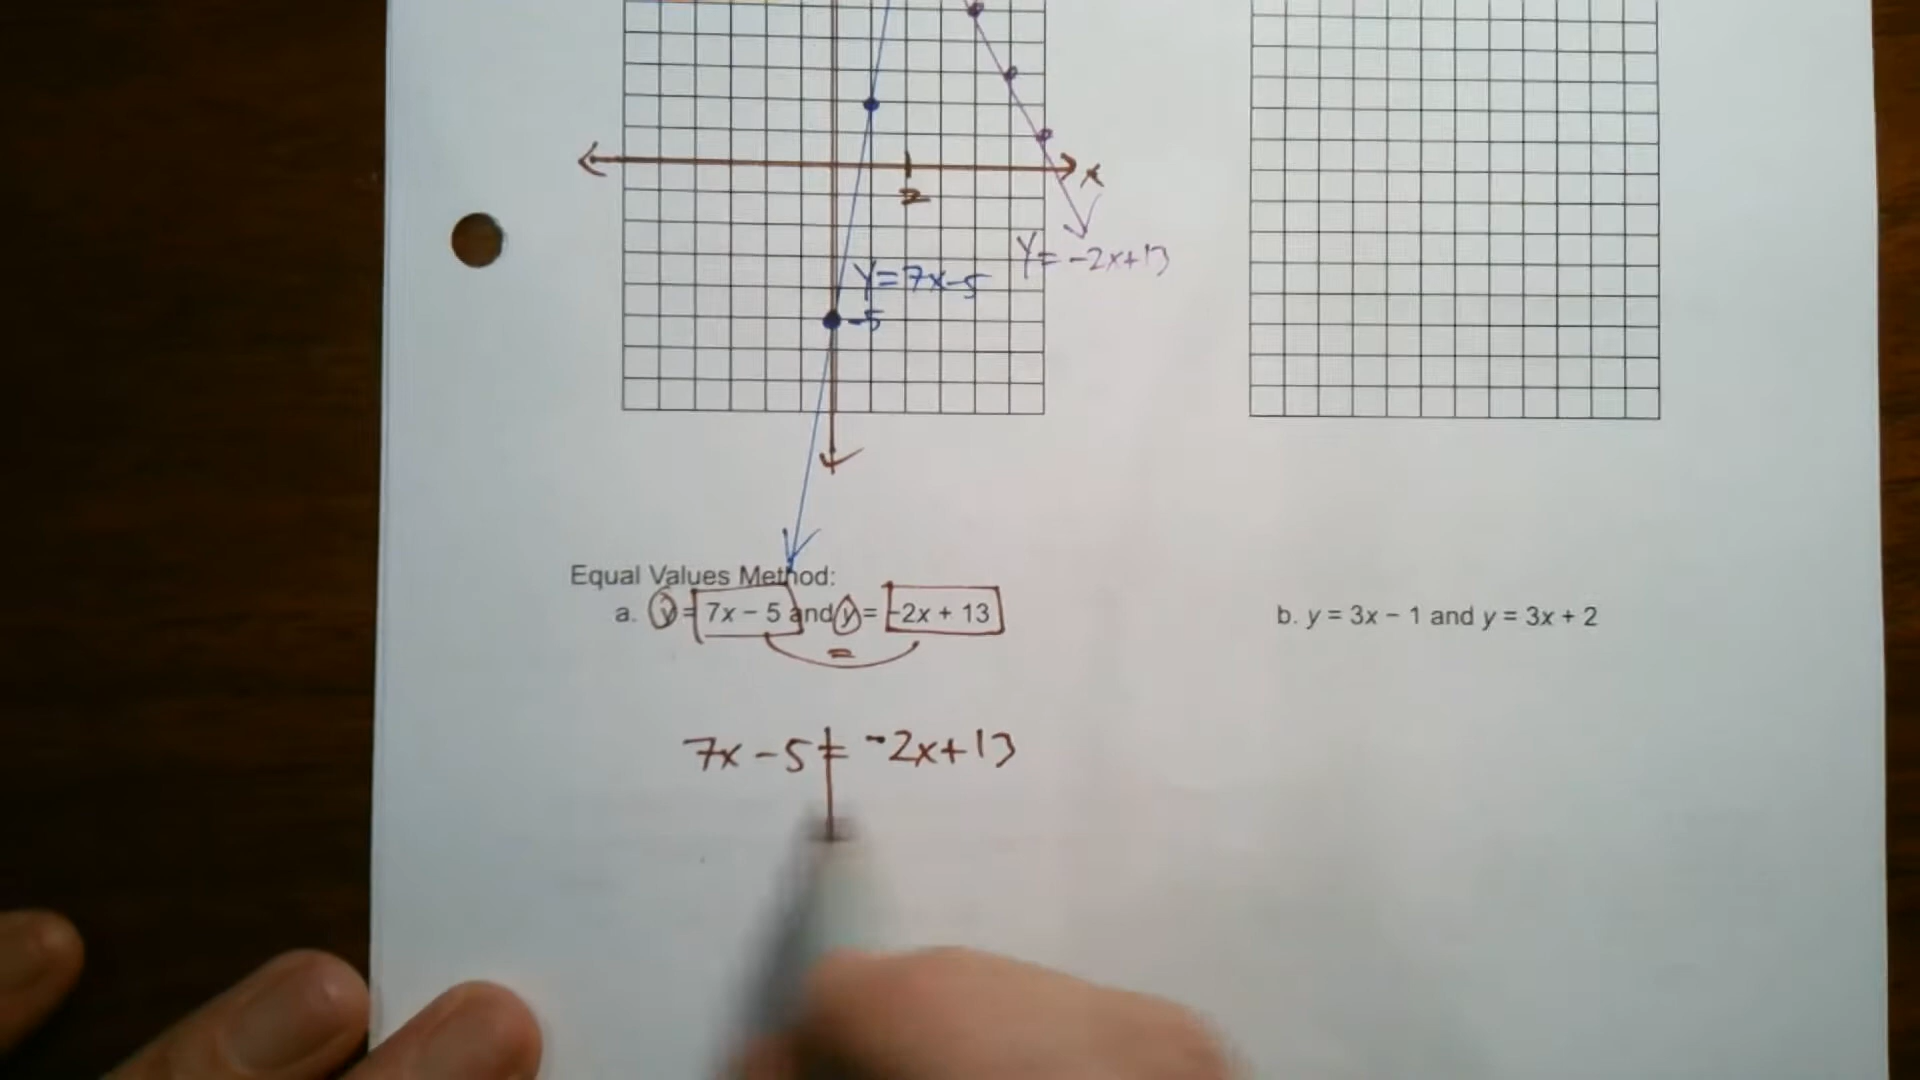 x
2
y = -2x+13
y = 7x-5
-5
Equal Values Method:
a. y = 7x – 5 and y = -2x + 13
=
b. y = 3x – 1 and y = 3x + 2
7x - 5 = -2x+13